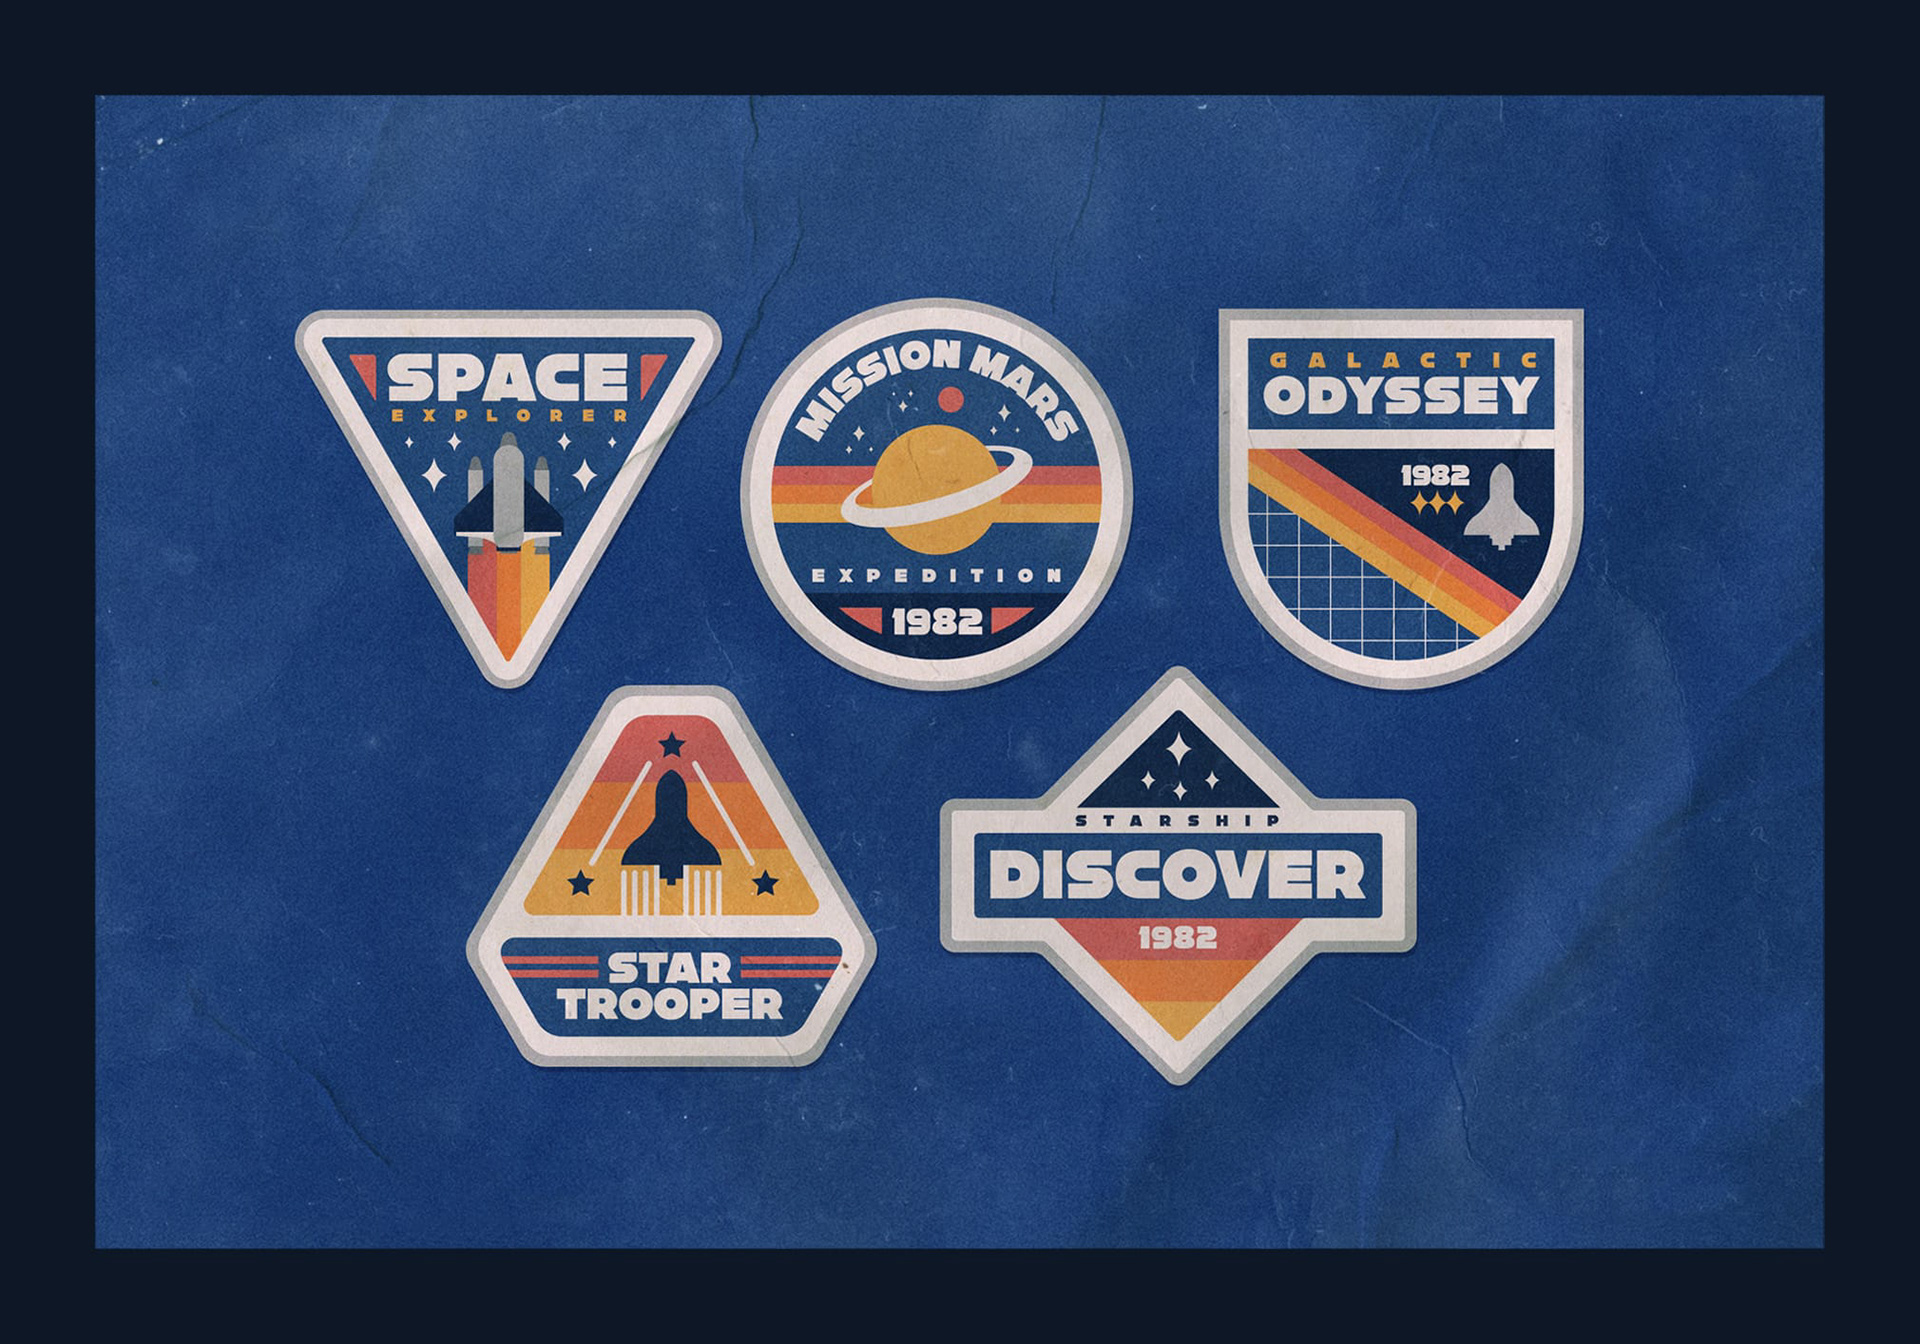 SPACE
EXPLORER
MISSION MARS
EXPEDITION
1982
GALACTIC
ODYSSEY
1982
STAR
TROOPER
STARSHIP
DISCOVER
1982